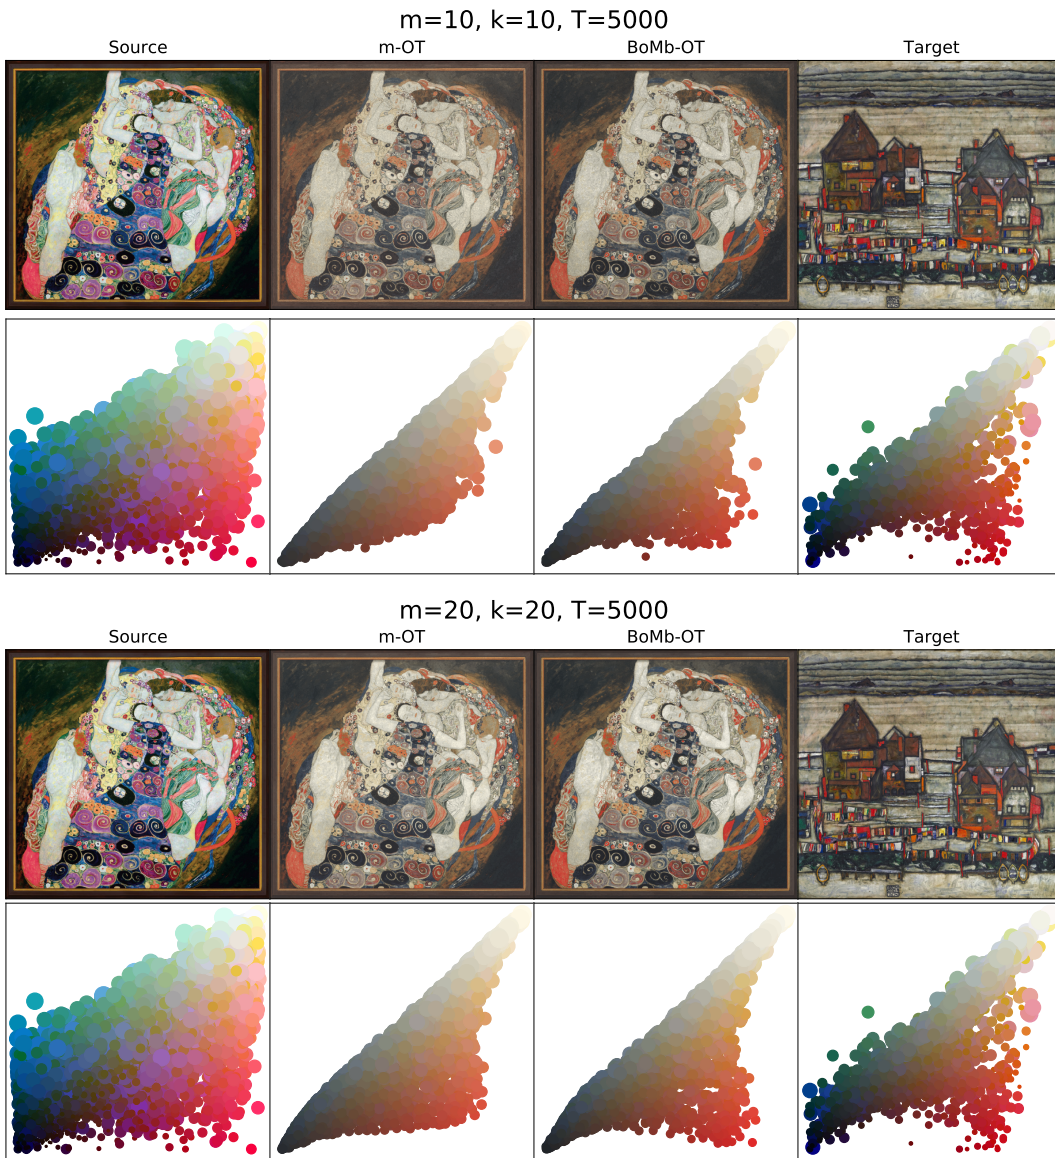 m=10, k=10, T=5000
Source m-OT BoMb-OT Target
m=20, k=20, T=5000
Source m-OT BoMb-OT Target